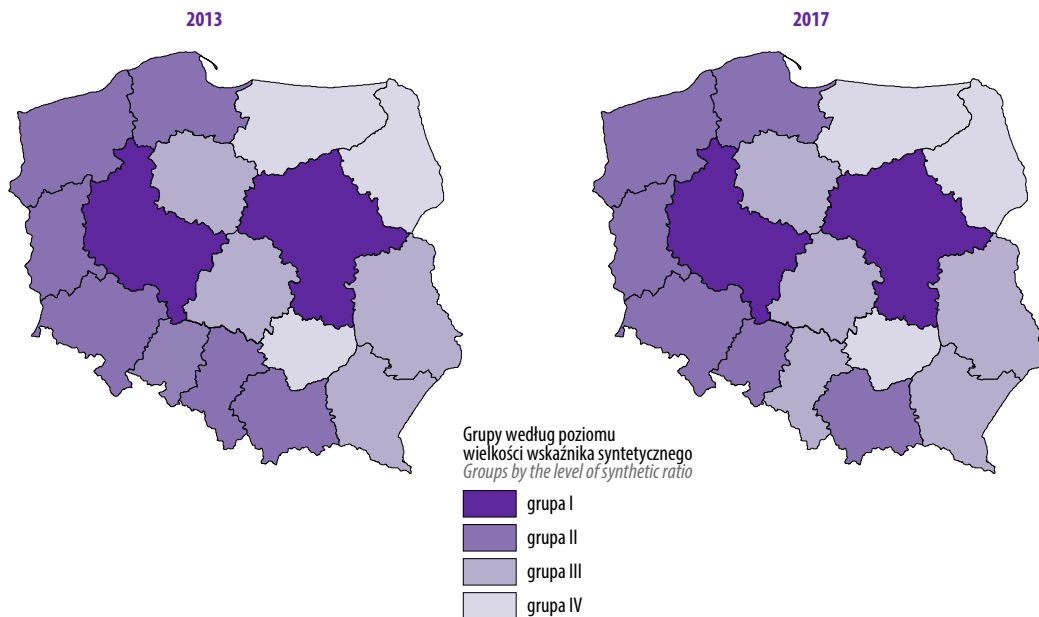 2013
2017
Grupy według poziomu
wielkości wskaźnika syntetycznego
Groups by the level of synthetic ratio
grupa I
grupa II
grupa III
grupa IV